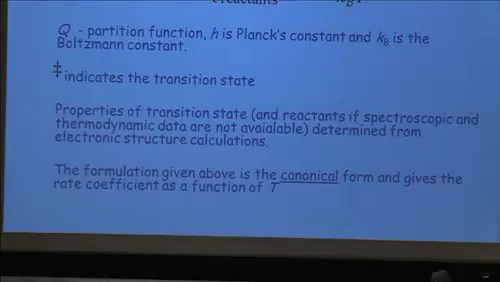 Q - partition function, h is Planck's constant and kB is the
Boltzmann constant.
‡ indicates the transition state
Properties of transition state (and reactants if spectroscopic and
thermodynamic data are not avaialable) determined from
electronic structure calculations.
The formulation given above is the canonical form and gives the
rate coefficient as a function of T